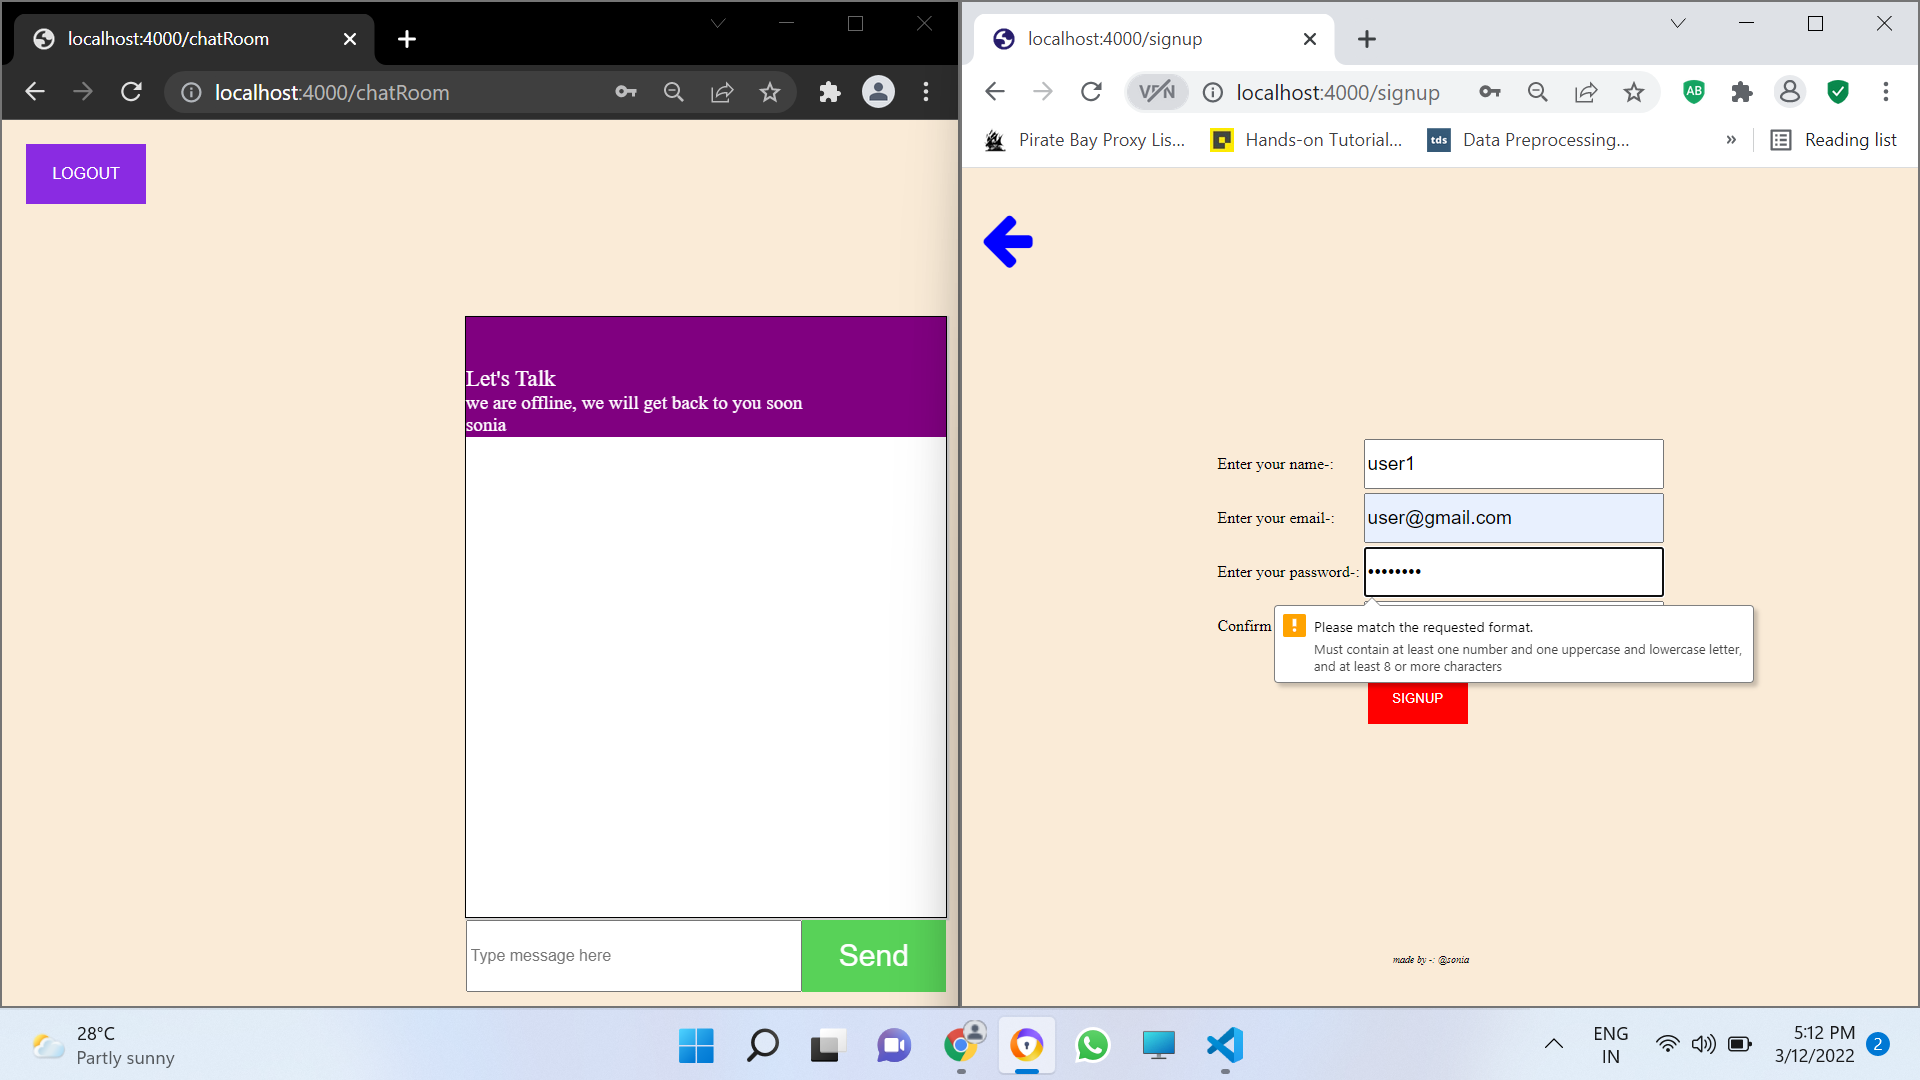 localhost:4000/chatRoom
localhost:4000/chatRoom
LOGOUT
Let's Talk
we are offline, we will get back to you soon
sonia
Type message here
Send
localhost:4000/signup
VPN
localhost:4000/signup
AB
Pirate Bay Proxy Lis...
Hands-on Tutorial...
tds
Data Preprocessing...
»
Reading list
Enter your name-:
user1
Enter your email-:
user@gmail.com
Enter your password-:
••••••••
Confirm
Please match the requested format.
Must contain at least one number and one uppercase and lowercase letter,
and at least 8 or more characters
SIGNUP
made by -: @sonia
28°C
Partly sunny
ENG
IN
5:12 PM
3/12/2022
2